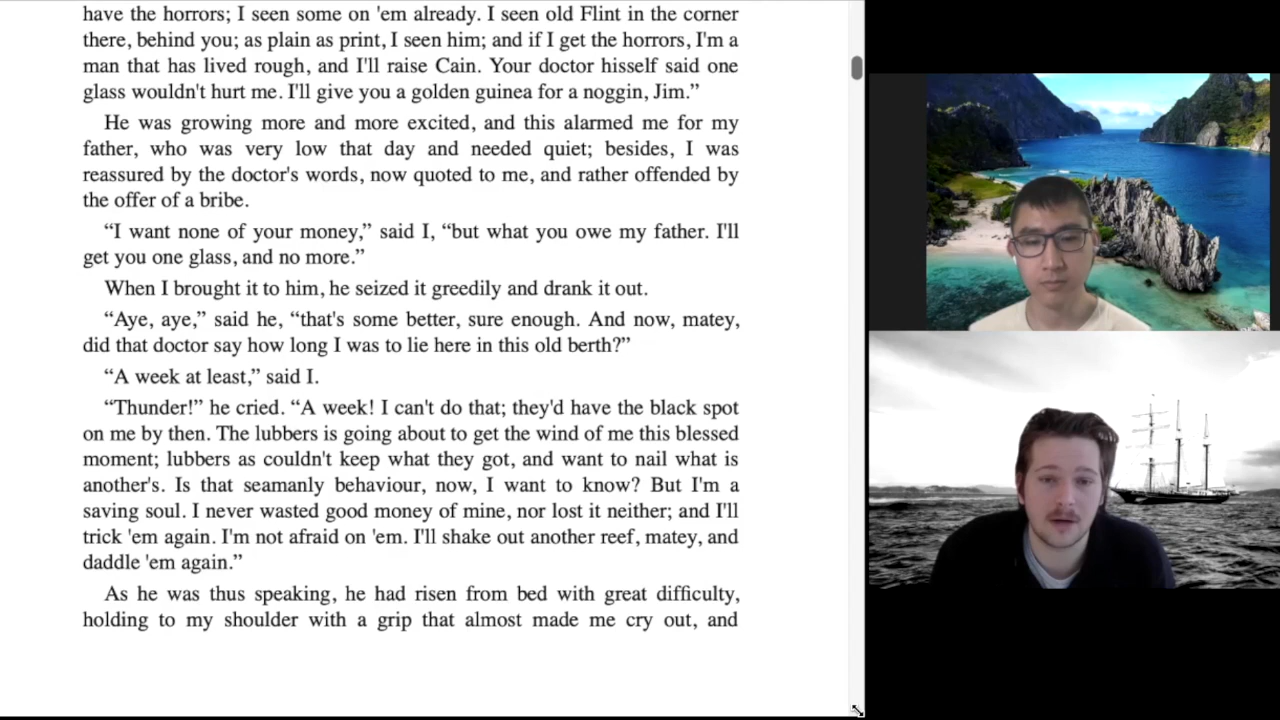 have the horrors; I seen some on 'em already. I seen old Flint in the corner
there, behind you; as plain as print, I seen him; and if I get the horrors, I'm a
man that has lived rough, and I'll raise Cain. Your doctor hisself said one
glass wouldn't hurt me. I'll give you a golden guinea for a noggin, Jim.”
He was growing more and more excited, and this alarmed me for my
father, who was very low that day and needed quiet; besides, I was
reassured by the doctor's words, now quoted to me, and rather offended by
the offer of a bribe.
“I want none of your money,” said I, “but what you owe my father. I'll
get you one glass, and no more.”
When I brought it to him, he seized it greedily and drank it out.
“Aye, aye,” said he, “that's some better, sure enough. And now, matey,
did that doctor say how long I was to lie here in this old berth?”
“A week at least,” said I.
“Thunder!” he cried. “A week! I can't do that; they'd have the black spot
on me by then. The lubbers is going about to get the wind of me this blessed
moment; lubbers as couldn't keep what they got, and want to nail what is
another's. Is that seamanly behaviour, now, I want to know? But I'm a
saving soul. I never wasted good money of mine, nor lost it neither; and I'll
trick 'em again. I'm not afraid on 'em. I'll shake out another reef, matey, and
daddle 'em again.”
As he was thus speaking, he had risen from bed with great difficulty,
holding to my shoulder with a grip that almost made me cry out, and